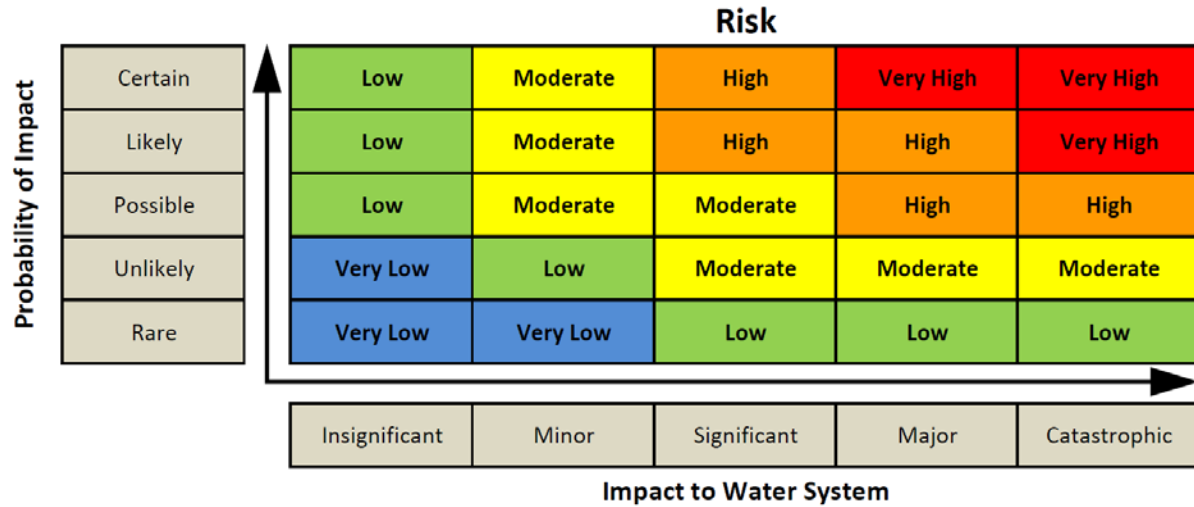 Risk
Probability of Impact
Certain Low Moderate High Very High Very High
Likely Low Moderate High High Very High
Possible Low Moderate Moderate High High
Unlikely Very Low Low Moderate Moderate Moderate
Rare Very Low Very Low Low Low Low
Insignificant Minor Significant Major Catastrophic
Impact to Water System